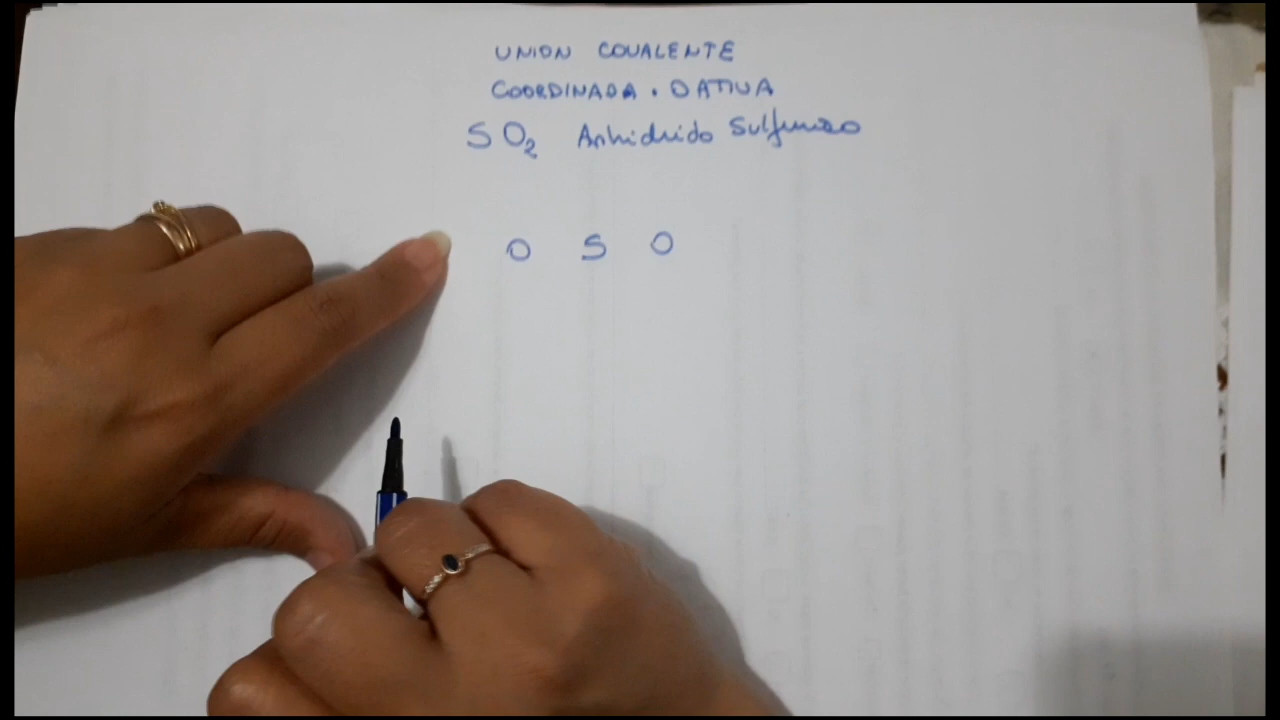 UNION COVALENTE
COORDINADA . DATIVA
SO₂ Anhidrido Sulfuroso
O S O